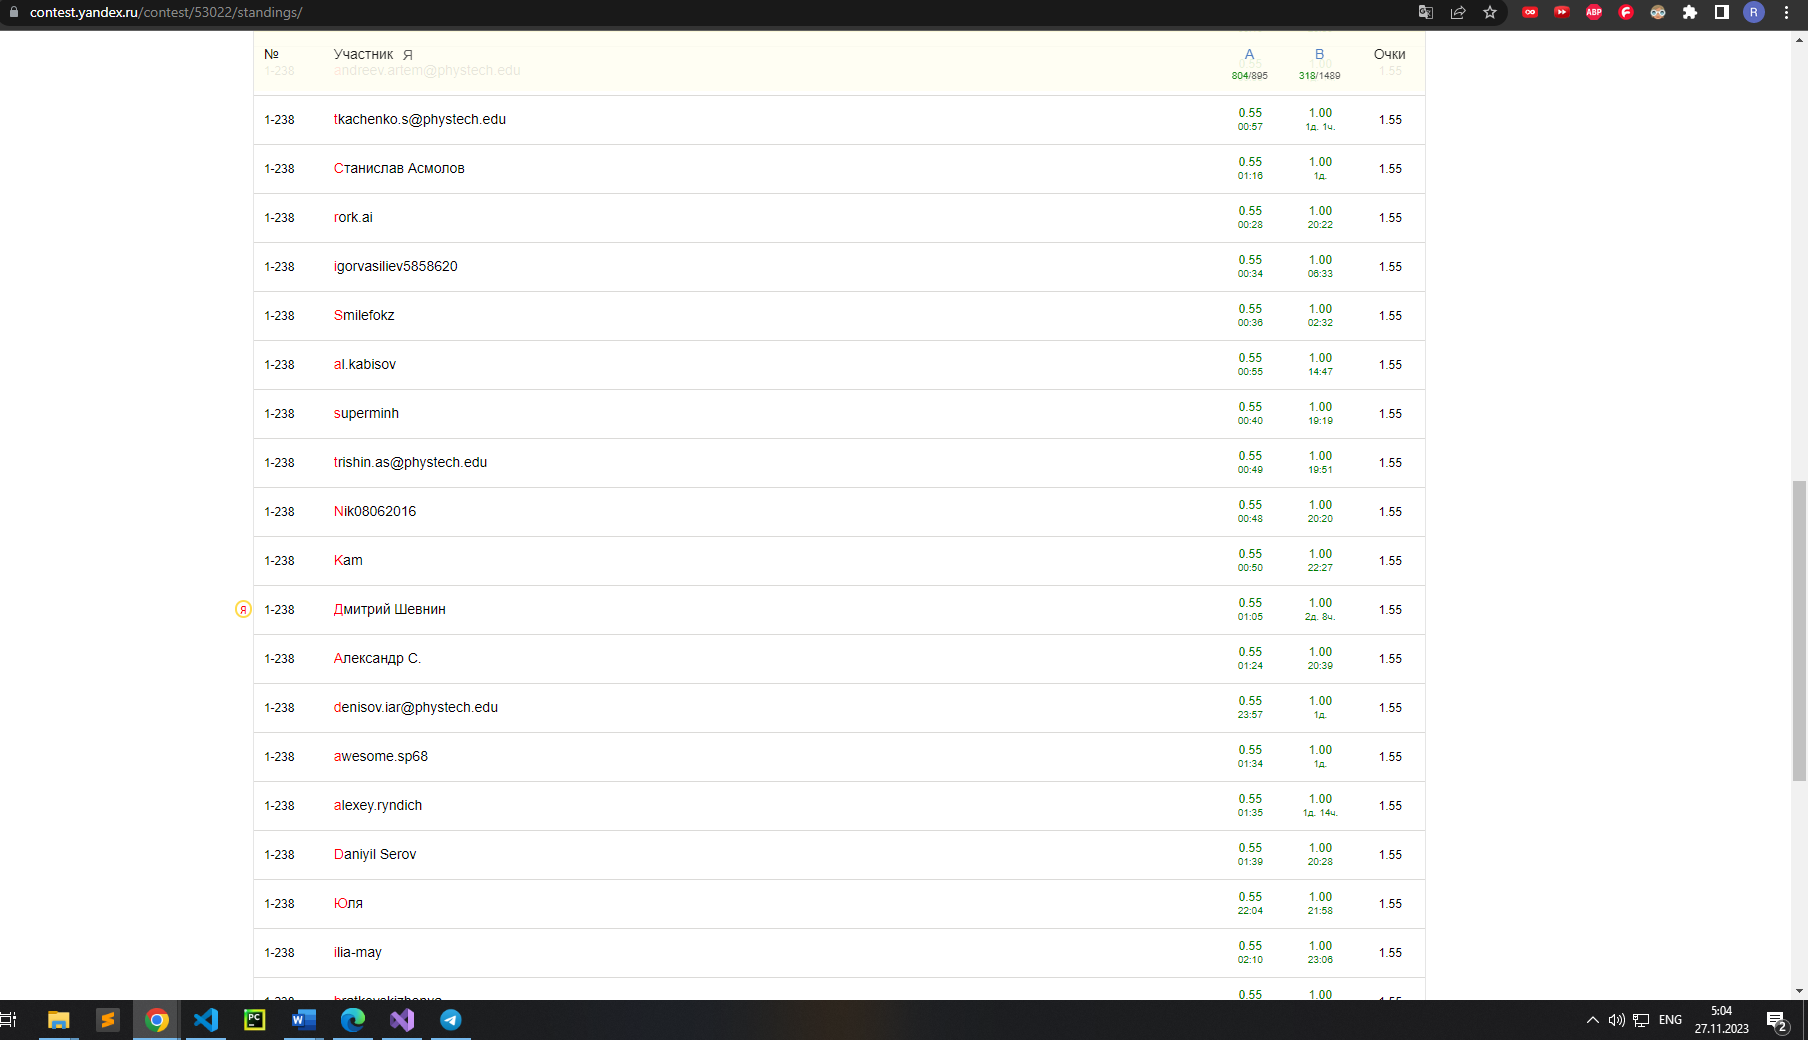 contest.yandex.ru/contest/53022/standings/
№ Участник Я A B Очки
804/895 318/1489
1-238 andreev.artem@phystech.edu 1.55
1-238 tkachenko.s@phystech.edu 0.55 1.00 1.55
00:57 1д. 1ч.
1-238 Станислав Асмолов 0.55 1.00 1.55
01:16 1д.
1-238 rork.ai 0.55 1.00 1.55
00:28 20:22
1-238 igorvasiliev5858620 0.55 1.00 1.55
00:34 06:33
1-238 Smilefokz 0.55 1.00 1.55
00:36 02:32
1-238 al.kabisov 0.55 1.00 1.55
00:55 14:47
1-238 superminh 0.55 1.00 1.55
00:40 19:19
1-238 trishin.as@phystech.edu 0.55 1.00 1.55
00:49 19:51
1-238 Nik08062016 0.55 1.00 1.55
00:48 20:20
1-238 Kam 0.55 1.00 1.55
00:50 22:27
Я 1-238 Дмитрий Шевнин 0.55 1.00 1.55
01:05 2д. 8ч.
1-238 Александр С. 0.55 1.00 1.55
01:24 20:39
1-238 denisov.iar@phystech.edu 0.55 1.00 1.55
23:57 1д.
1-238 awesome.sp68 0.55 1.00 1.55
01:34 1д.
1-238 alexey.ryndich 0.55 1.00 1.55
01:35 1д. 14ч.
1-238 Daniyil Serov 0.55 1.00 1.55
01:39 20:28
1-238 Юля 0.55 1.00 1.55
22:04 21:58
1-238 ilia-may 0.55 1.00 1.55
02:10 23:06
0.55 1.00
ENG 5:04
27.11.2023 2